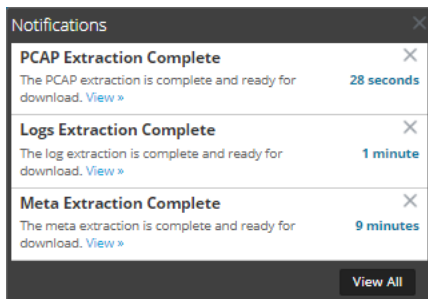 Notifications
PCAP Extraction Complete
The PCAP extraction is complete and ready for 28 seconds
download. View »
Logs Extraction Complete
The log extraction is complete and ready for 1 minute
download. View »
Meta Extraction Complete
The meta extraction is complete and ready for 9 minutes
download. View »
View All